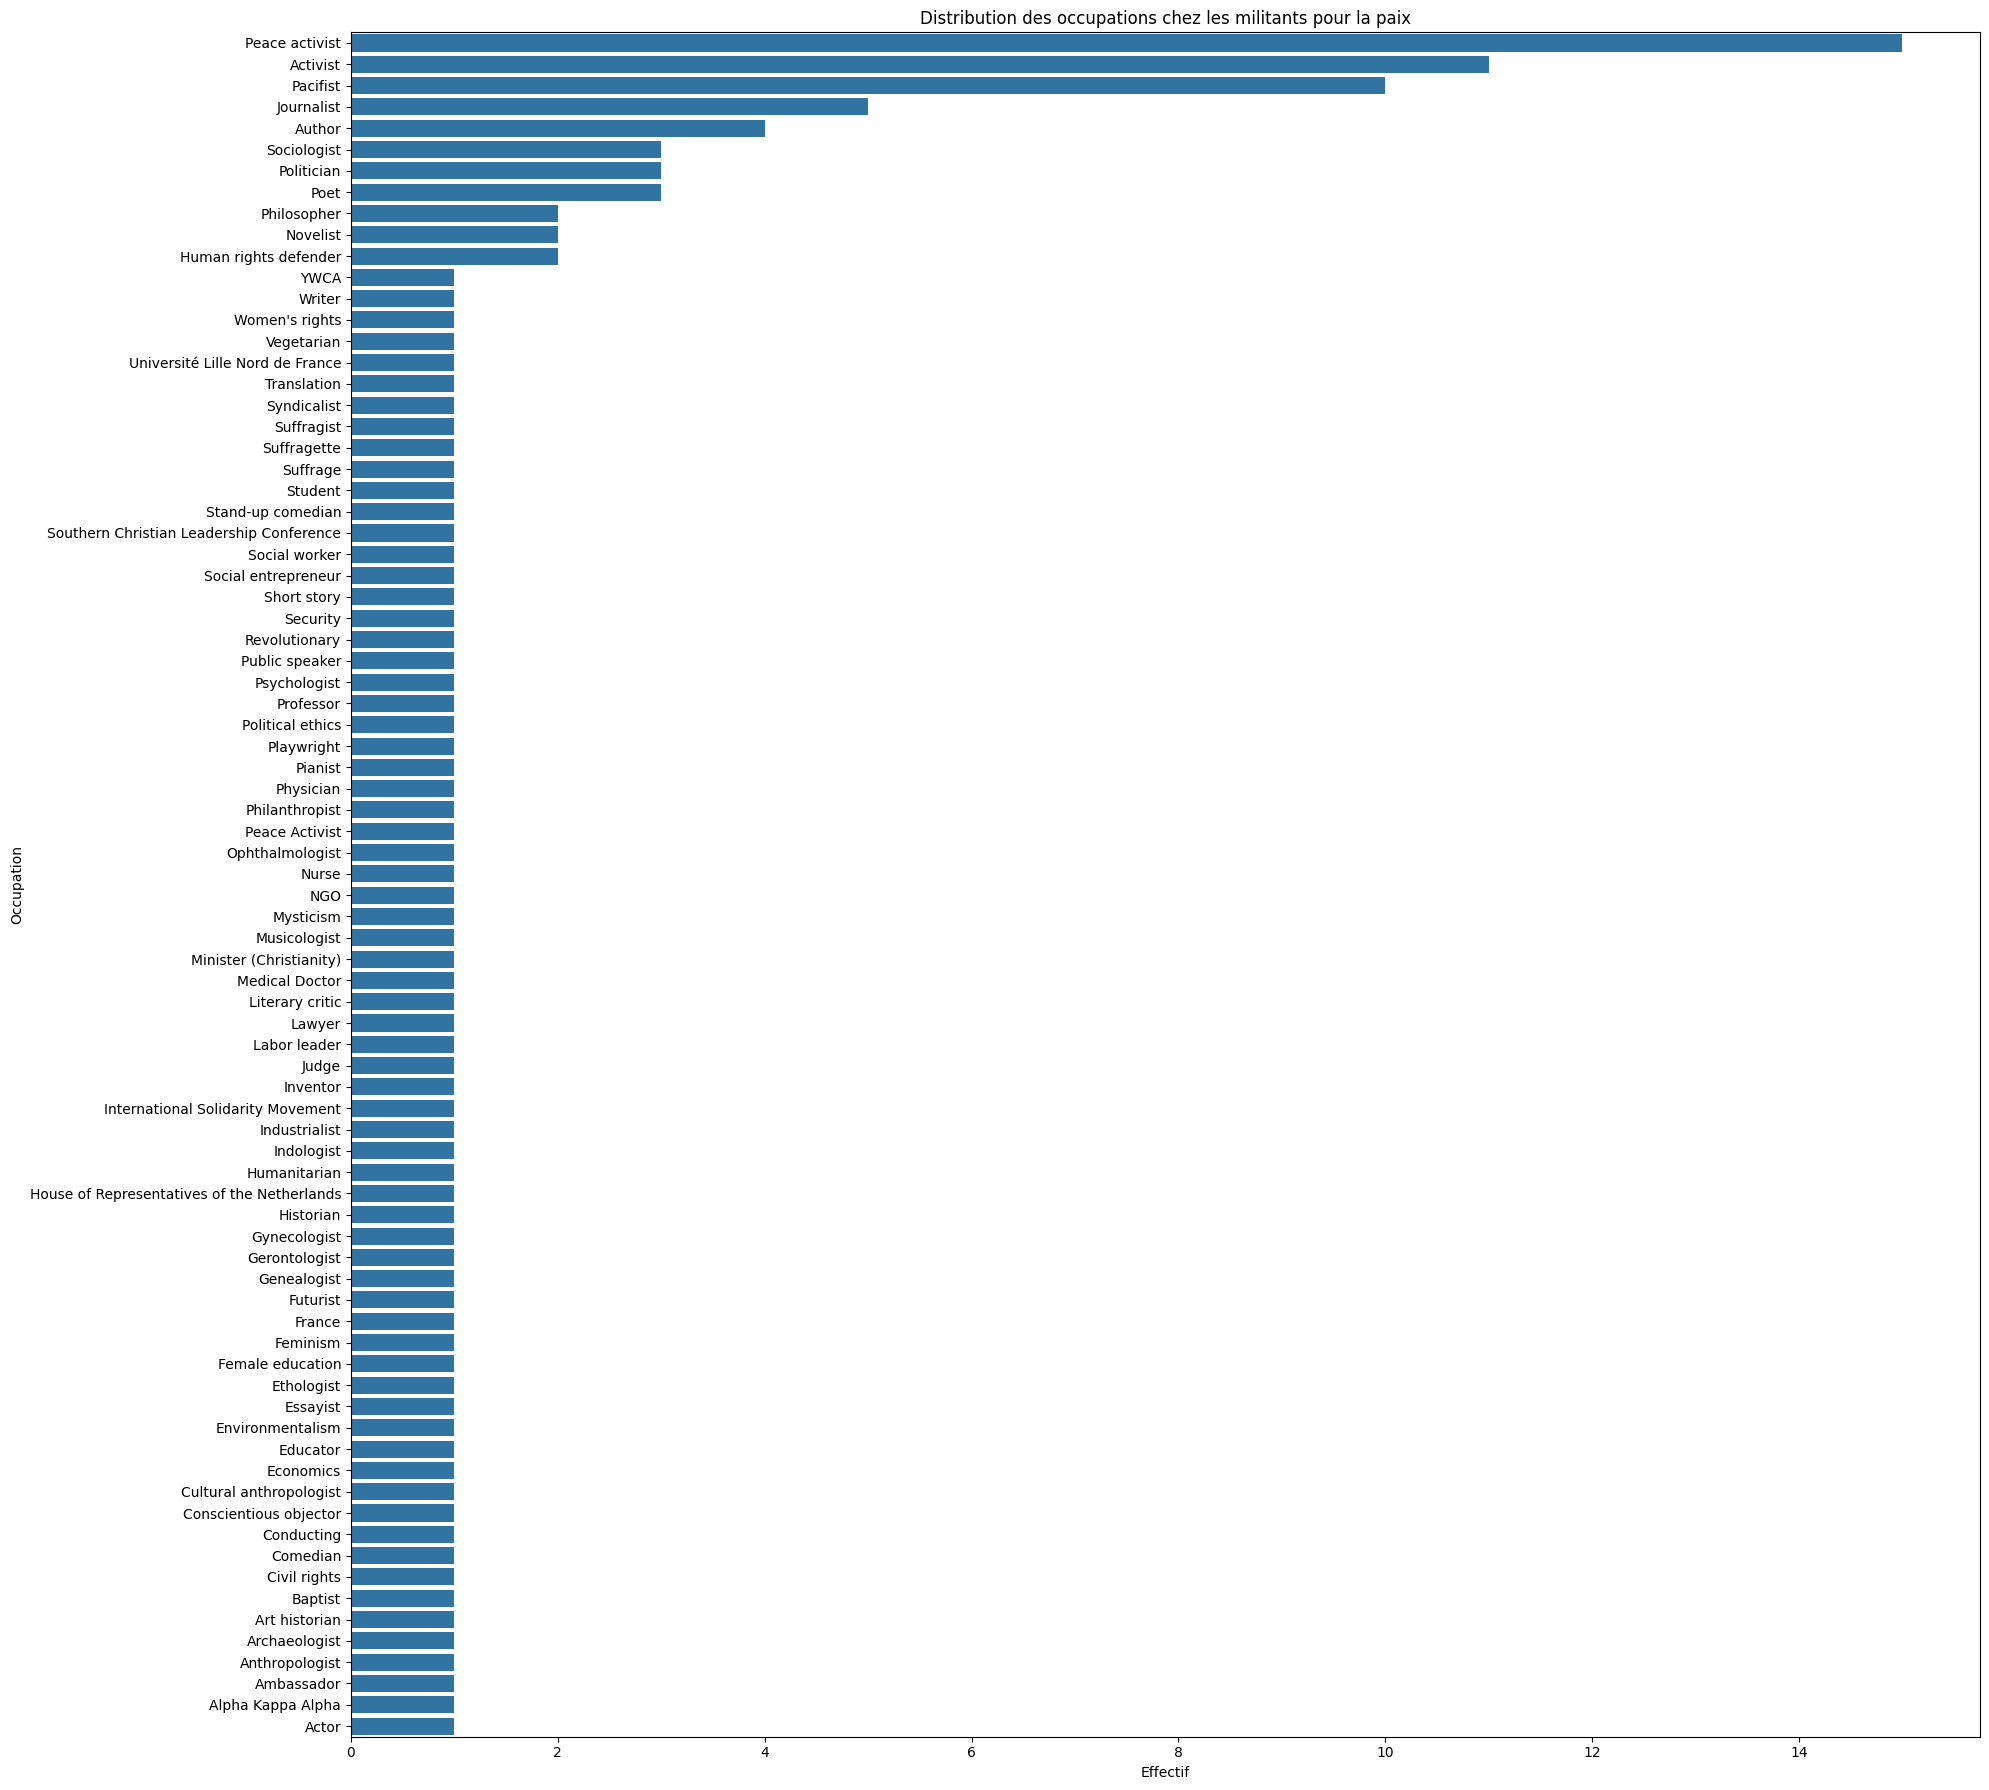 Distribution des occupations chez les militants pour la paix
Peace activist
Activist
Pacifist
Journalist
Author
Sociologist
Politician
Poet
Philosopher
Novelist
Human rights defender
YWCA
Writer
Women's rights
Vegetarian
Université Lille Nord de France
Translation
Syndicalist
Suffragist
Suffragette
Suffrage
Student
Stand-up comedian
Southern Christian Leadership Conference
Social worker
Social entrepreneur
Short story
Security
Revolutionary
Public speaker
Psychologist
Professor
Political ethics
Playwright
Pianist
Physician
Philanthropist
Peace Activist
Ophthalmologist
Nurse
NGO
Mysticism
Musicologist
Minister (Christianity)
Medical Doctor
Literary critic
Lawyer
Labor leader
Judge
Inventor
International Solidarity Movement
Industrialist
Indologist
Humanitarian
House of Representatives of the Netherlands
Historian
Gynecologist
Gerontologist
Genealogist
Futurist
France
Feminism
Female education
Ethologist
Essayist
Environmentalism
Educator
Economics
Cultural anthropologist
Conscientious objector
Conducting
Comedian
Civil rights
Baptist
Art historian
Archaeologist
Anthropologist
Ambassador
Alpha Kappa Alpha
Actor
Occupation
0 2 4 6 8 10 12 14
Effectif